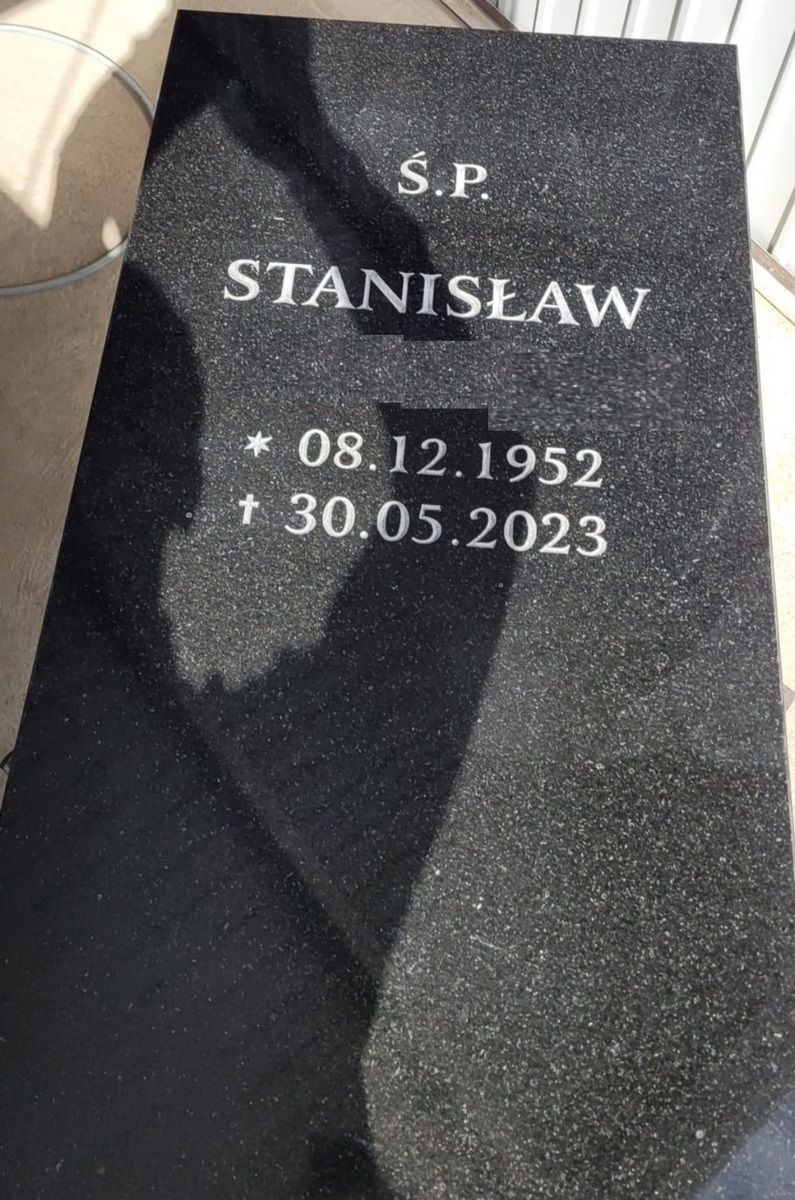 Ś.P.
STANISŁAW
* 08.12.1952
† 30.05.2023